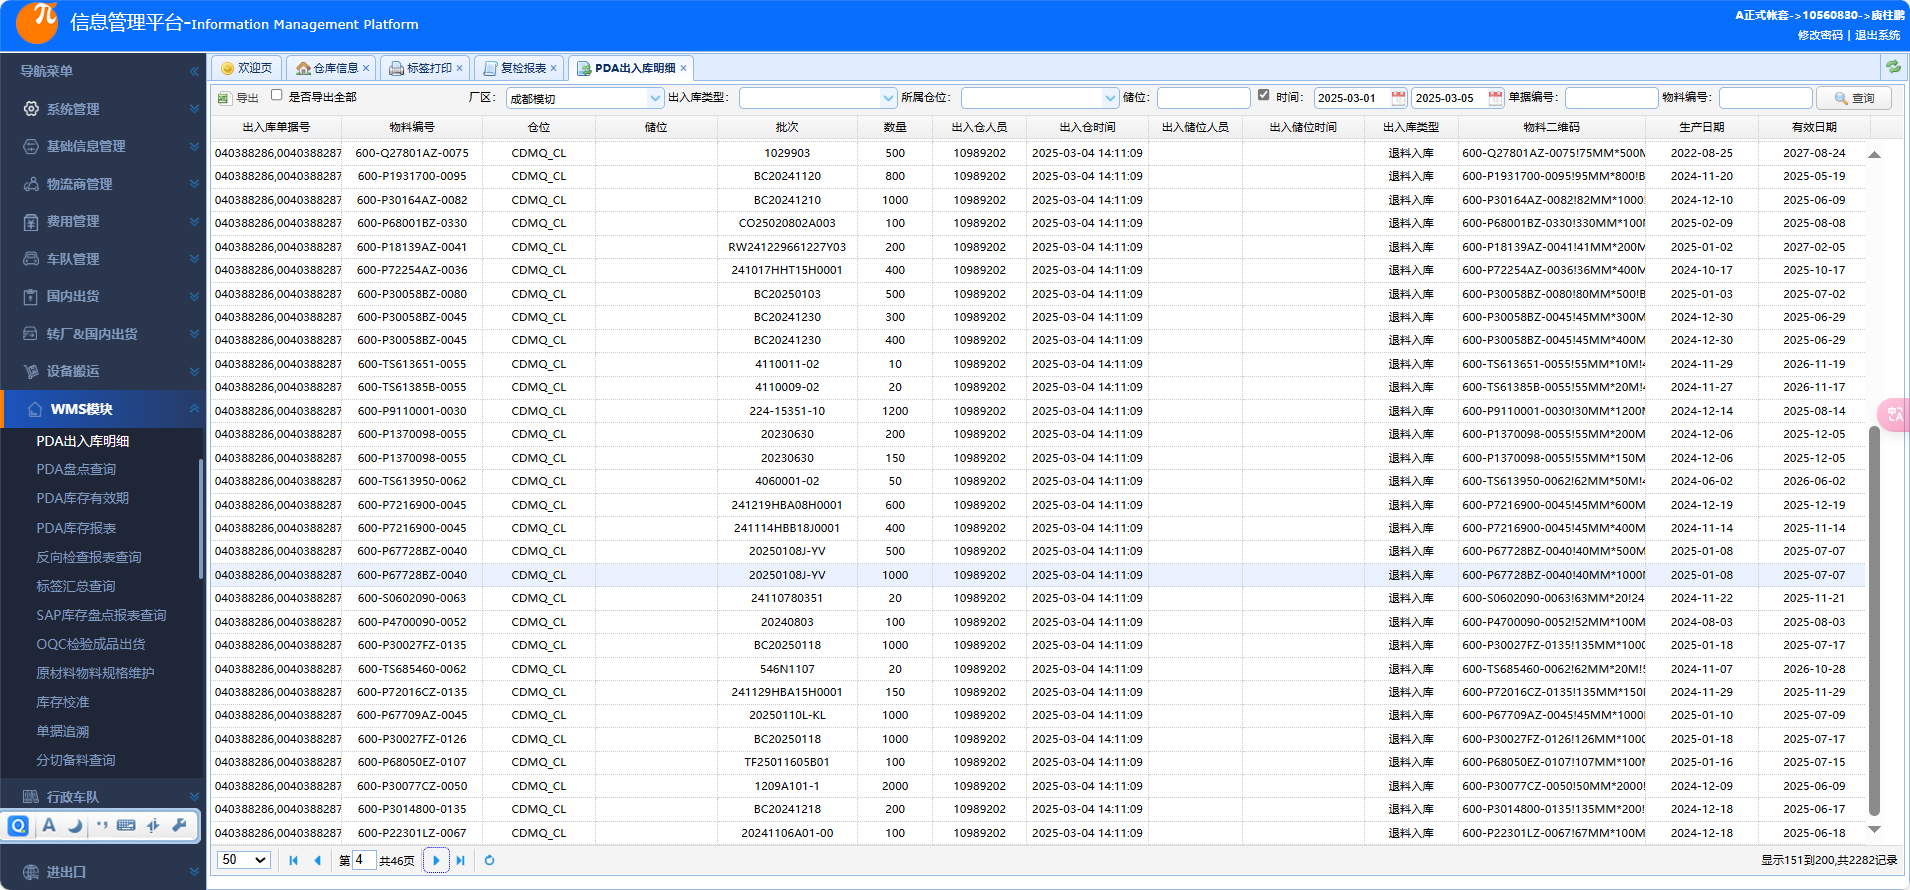 信息管理平台-Information Management Platform
A正式帐套->10560830->庾柱鹏
修改密码 | 退出系统
导航菜单
系统管理
基础信息管理
物流商管理
费用管理
车队管理
国内出货
转厂&国内出货
设备搬运
WMS模块
PDA出入库明细
PDA盘点查询
PDA库存有效期
PDA库存报表
反向检查报表查询
标签汇总查询
SAP库存盘点报表查询
OQC检验成品出货
原材料物料规格维护
库存校准
单据追溯
分切备料查询
行政车队
进出口
欢迎页 仓库信息 × 标签打印 × 复检报表 × PDA出入库明细 ×
导出 是否导出全部 厂区： 成都模切 出入库类型： 所属仓位： 储位： 时间： 2025-03-01 2025-03-05 单据编号： 物料编号： 查询
出入库单据号 物料编号 仓位 储位 批次 数量 出入仓人员 出入仓时间 出入储位人员 出入储位时间 出入库类型 物料二维码 生产日期 有效日期
040388286,0040388287 600-Q27801AZ-0075 CDMQ_CL 1029903 500 10989202 2025-03-04 14:11:09 退料入库 600-Q27801AZ-0075!75MM*500M 2022-08-25 2027-08-24
040388286,0040388287 600-P1931700-0095 CDMQ_CL BC20241120 800 10989202 2025-03-04 14:11:09 退料入库 600-P1931700-0095!95MM*800!B 2024-11-20 2025-05-19
040388286,0040388287 600-P30164AZ-0082 CDMQ_CL BC20241210 1000 10989202 2025-03-04 14:11:09 退料入库 600-P30164AZ-0082!82MM*1000! 2024-12-10 2025-06-09
040388286,0040388287 600-P68001BZ-0330 CDMQ_CL CO25020802A003 100 10989202 2025-03-04 14:11:09 退料入库 600-P68001BZ-0330!330MM*100M 2025-02-09 2025-08-08
040388286,0040388287 600-P18139AZ-0041 CDMQ_CL RW241229661227Y03 200 10989202 2025-03-04 14:11:09 退料入库 600-P18139AZ-0041!41MM*200M 2025-01-02 2027-02-05
040388286,0040388287 600-P72254AZ-0036 CDMQ_CL 241017HHT15H0001 400 10989202 2025-03-04 14:11:09 退料入库 600-P72254AZ-0036!36MM*400M 2024-10-17 2025-10-17
040388286,0040388287 600-P30058BZ-0080 CDMQ_CL BC20250103 500 10989202 2025-03-04 14:11:09 退料入库 600-P30058BZ-0080!80MM*500!B 2025-01-03 2025-07-02
040388286,0040388287 600-P30058BZ-0045 CDMQ_CL BC20241230 300 10989202 2025-03-04 14:11:09 退料入库 600-P30058BZ-0045!45MM*300M 2024-12-30 2025-06-29
040388286,0040388287 600-P30058BZ-0045 CDMQ_CL BC20241230 400 10989202 2025-03-04 14:11:09 退料入库 600-P30058BZ-0045!45MM*400M 2024-12-30 2025-06-29
040388286,0040388287 600-TS613651-0055 CDMQ_CL 4110011-02 10 10989202 2025-03-04 14:11:09 退料入库 600-TS613651-0055!55MM*10M!4 2024-11-29 2026-11-19
040388286,0040388287 600-TS61385B-0055 CDMQ_CL 4110009-02 20 10989202 2025-03-04 14:11:09 退料入库 600-TS61385B-0055!55MM*20M!4 2024-11-27 2026-11-17
040388286,0040388287 600-P9110001-0030 CDMQ_CL 224-15351-10 1200 10989202 2025-03-04 14:11:09 退料入库 600-P9110001-0030!30MM*1200M 2024-12-14 2025-08-14
040388286,0040388287 600-P1370098-0055 CDMQ_CL 20230630 200 10989202 2025-03-04 14:11:09 退料入库 600-P1370098-0055!55MM*200M 2024-12-06 2025-12-05
040388286,0040388287 600-P1370098-0055 CDMQ_CL 20230630 150 10989202 2025-03-04 14:11:09 退料入库 600-P1370098-0055!55MM*150M 2024-12-06 2025-12-05
040388286,0040388287 600-TS613950-0062 CDMQ_CL 4060001-02 50 10989202 2025-03-04 14:11:09 退料入库 600-TS613950-0062!62MM*50M!4 2024-06-02 2026-06-02
040388286,0040388287 600-P7216900-0045 CDMQ_CL 241219HBA08H0001 600 10989202 2025-03-04 14:11:09 退料入库 600-P7216900-0045!45MM*600M 2024-12-19 2025-12-19
040388286,0040388287 600-P7216900-0045 CDMQ_CL 241114HBB18J0001 400 10989202 2025-03-04 14:11:09 退料入库 600-P7216900-0045!45MM*400M 2024-11-14 2025-11-14
040388286,0040388287 600-P67728BZ-0040 CDMQ_CL 20250108J-YV 500 10989202 2025-03-04 14:11:09 退料入库 600-P67728BZ-0040!40MM*500M 2025-01-08 2025-07-07
040388286,0040388287 600-P67728BZ-0040 CDMQ_CL 20250108J-YV 1000 10989202 2025-03-04 14:11:09 退料入库 600-P67728BZ-0040!40MM*1000M 2025-01-08 2025-07-07
040388286,0040388287 600-S0602090-0063 CDMQ_CL 24110780351 20 10989202 2025-03-04 14:11:09 退料入库 600-S0602090-0063!63MM*20!24 2024-11-22 2025-11-21
040388286,0040388287 600-P4700090-0052 CDMQ_CL 20240803 100 10989202 2025-03-04 14:11:09 退料入库 600-P4700090-0052!52MM*100M 2024-08-03 2025-08-03
040388286,0040388287 600-P30027FZ-0135 CDMQ_CL BC20250118 1000 10989202 2025-03-04 14:11:09 退料入库 600-P30027FZ-0135!135MM*1000 2025-01-18 2025-07-17
040388286,0040388287 600-TS685460-0062 CDMQ_CL 546N1107 20 10989202 2025-03-04 14:11:09 退料入库 600-TS685460-0062!62MM*20M!5 2024-11-07 2026-10-28
040388286,0040388287 600-P72016CZ-0135 CDMQ_CL 241129HBA15H0001 150 10989202 2025-03-04 14:11:09 退料入库 600-P72016CZ-0135!135MM*150M 2024-11-29 2025-11-29
040388286,0040388287 600-P67709AZ-0045 CDMQ_CL 20250110L-KL 1000 10989202 2025-03-04 14:11:09 退料入库 600-P67709AZ-0045!45MM*1000M 2025-01-10 2025-07-09
040388286,0040388287 600-P30027FZ-0126 CDMQ_CL BC20250118 1000 10989202 2025-03-04 14:11:09 退料入库 600-P30027FZ-0126!126MM*1000 2025-01-18 2025-07-17
040388286,0040388287 600-P68050EZ-0107 CDMQ_CL TF25011605B01 100 10989202 2025-03-04 14:11:09 退料入库 600-P68050EZ-0107!107MM*100M 2025-01-16 2025-07-15
040388286,0040388287 600-P30077CZ-0050 CDMQ_CL 1209A101-1 2000 10989202 2025-03-04 14:11:09 退料入库 600-P30077CZ-0050!50MM*2000! 2024-12-09 2025-06-09
040388286,0040388287 600-P3014800-0135 CDMQ_CL BC20241218 200 10989202 2025-03-04 14:11:09 退料入库 600-P3014800-0135!135MM*200! 2024-12-18 2025-06-17
040388286,0040388287 600-P22301LZ-0067 CDMQ_CL 20241106A01-00 100 10989202 2025-03-04 14:11:09 退料入库 600-P22301LZ-0067!67MM*100M 2024-12-18 2025-06-18
50 第 4 共46页 显示151到200,共2282记录